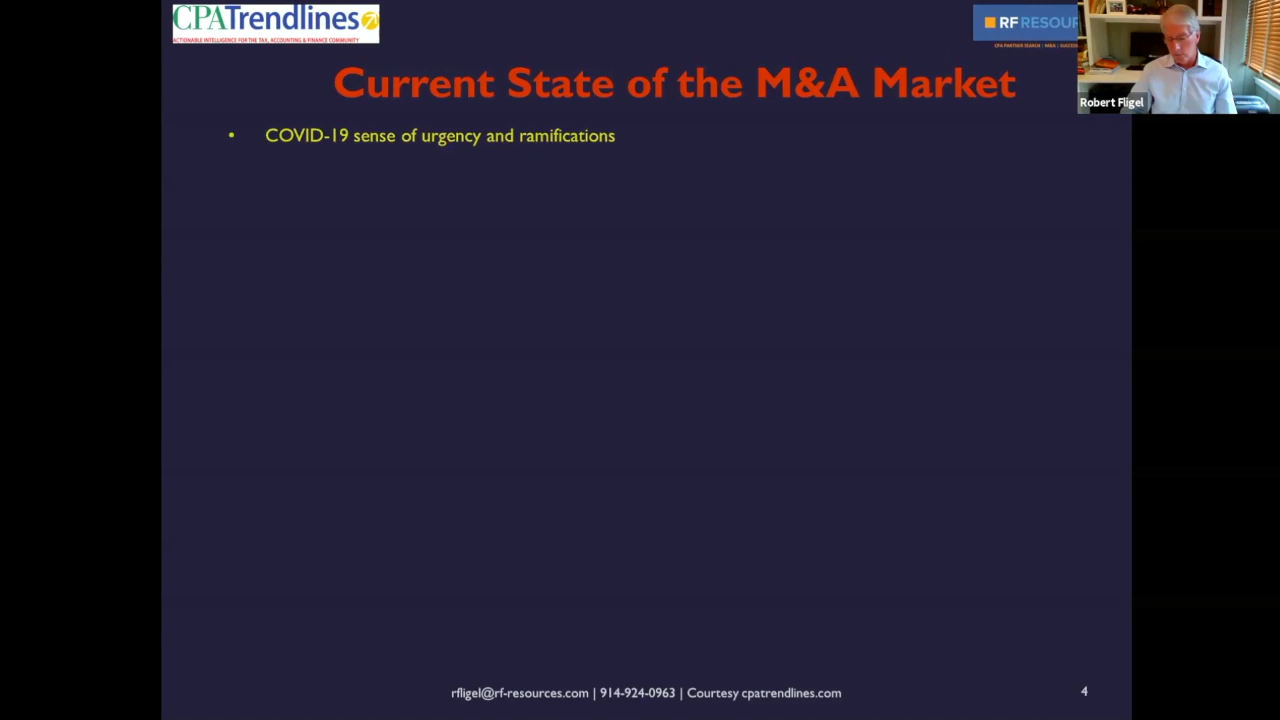 CPATrendlines
ACTIONABLE INTELLIGENCE FOR THE TAX, ACCOUNTING & FINANCE COMMUNITY
RF RESOUR
CPA PARTNER SEARCH | M&A | SUCCES
Robert Fligel
Current State of the M&A Market
• COVID-19 sense of urgency and ramifications
rfligel@rf-resources.com | 914-924-0963 | Courtesy cpatrendlines.com
4